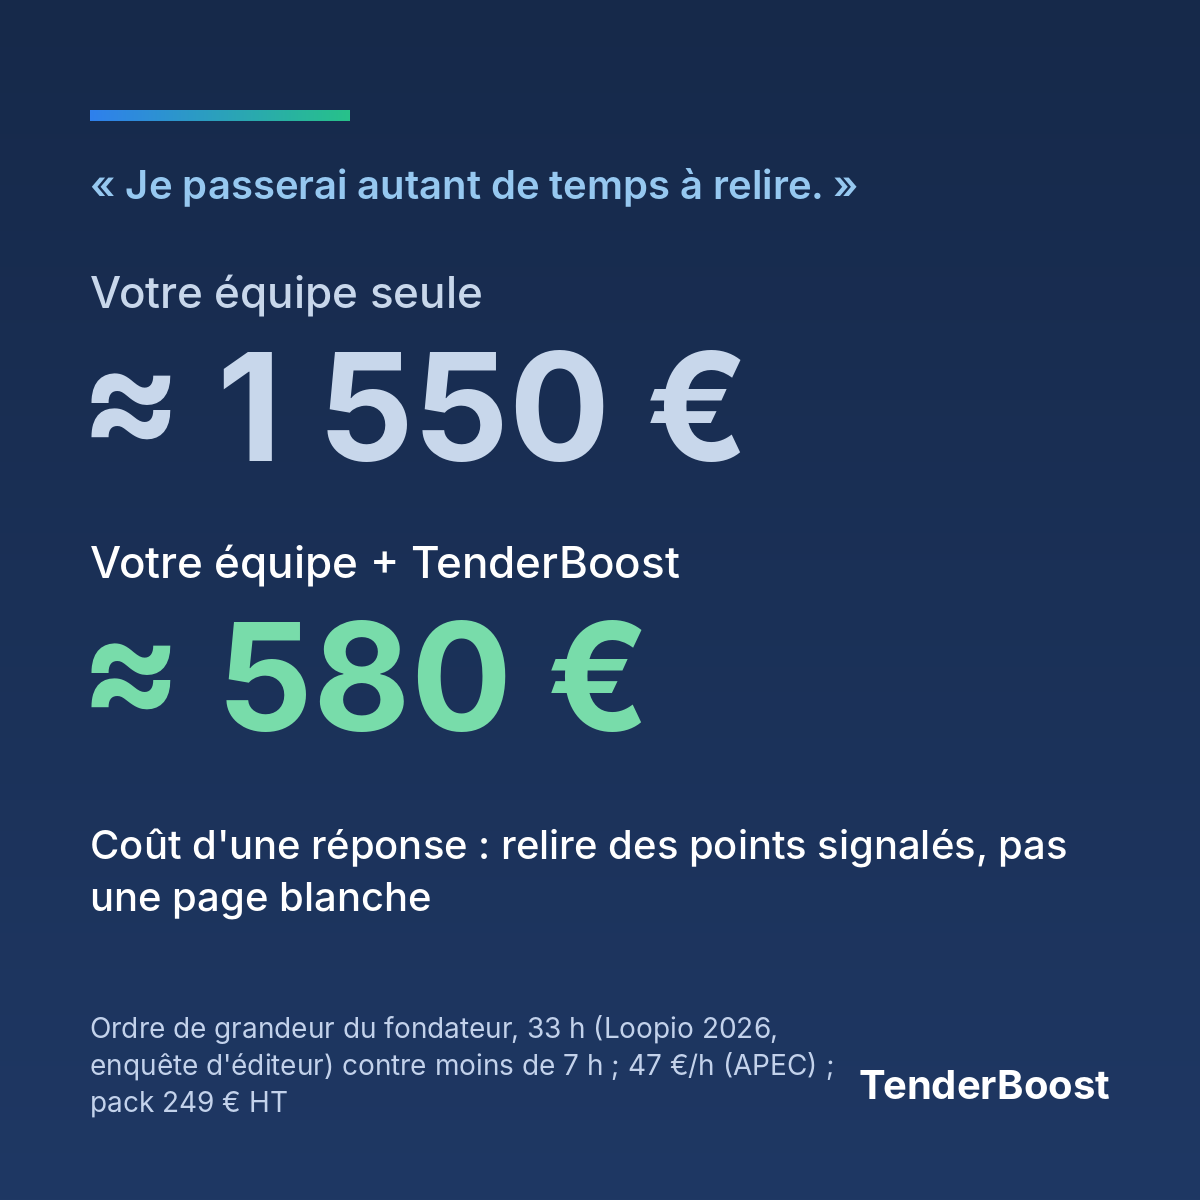 « Je passerai autant de temps à relire. »
Votre équipe seule
≈ 1 550 €
Votre équipe + TenderBoost
≈ 580 €
Coût d'une réponse : relire des points signalés, pas
une page blanche
Ordre de grandeur du fondateur, 33 h (Loopio 2026,
enquête d'éditeur) contre moins de 7 h ; 47 €/h (APEC) ;
pack 249 € HT
TenderBoost